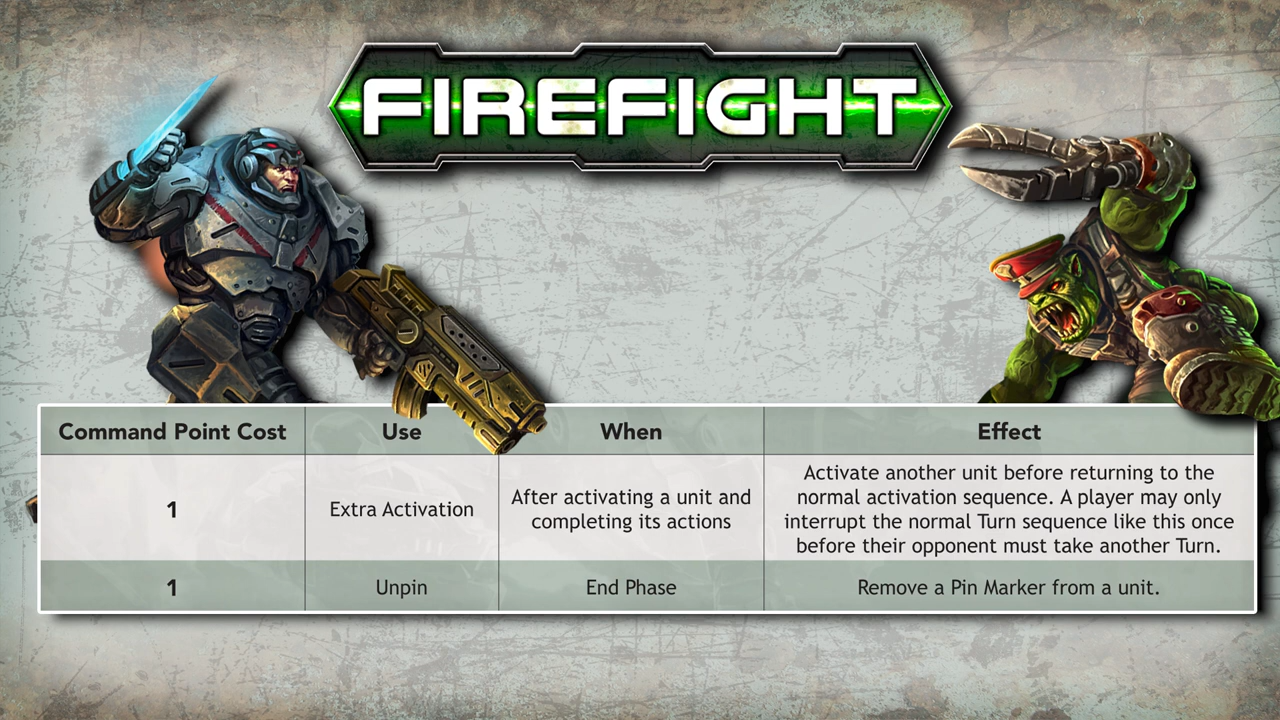 FIREFIGHT
Command Point Cost
Use
When
Effect
1
Extra Activation
After activating a unit and
completing its actions
Activate another unit before returning to the
normal activation sequence. A player may only
interrupt the normal Turn sequence like this once
before their opponent must take another Turn.
1
Unpin
End Phase
Remove a Pin Marker from a unit.